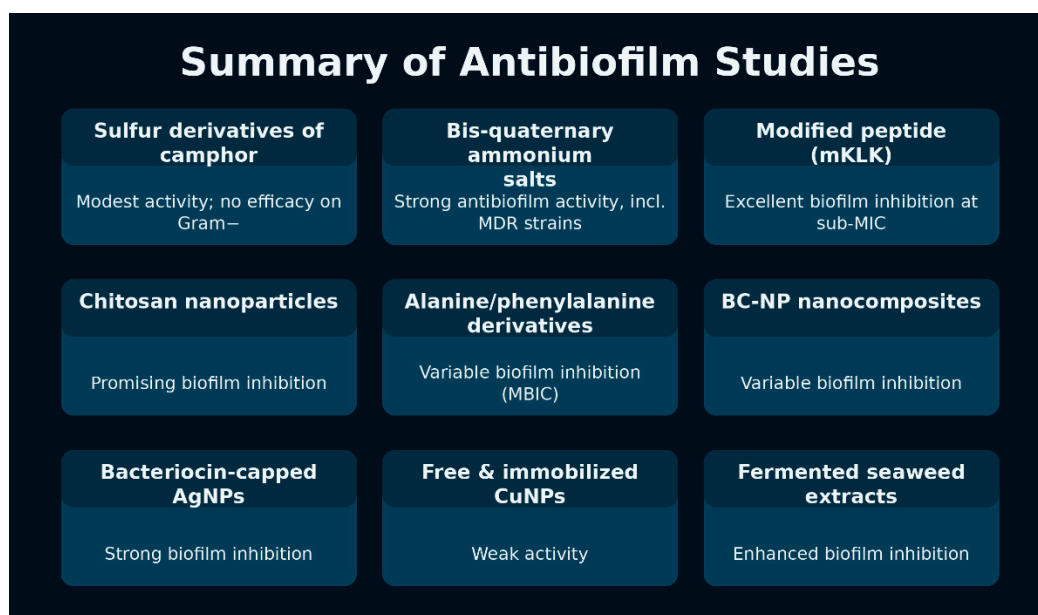 Summary of Antibiofilm Studies
Sulfur derivatives of
camphor
Modest activity; no efficacy on
Gram−
Bis-quaternary
ammonium
salts
Strong antibiofilm activity, incl.
MDR strains
Modified peptide
(mKLK)
Excellent biofilm inhibition at
sub-MIC
Chitosan nanoparticles
Promising biofilm inhibition
Alanine/phenylalanine
derivatives
Variable biofilm inhibition
(MBIC)
BC-NP nanocomposites
Variable biofilm inhibition
Bacteriocin-capped
AgNPs
Strong biofilm inhibition
Free & immobilized
CuNPs
Weak activity
Fermented seaweed
extracts
Enhanced biofilm inhibition